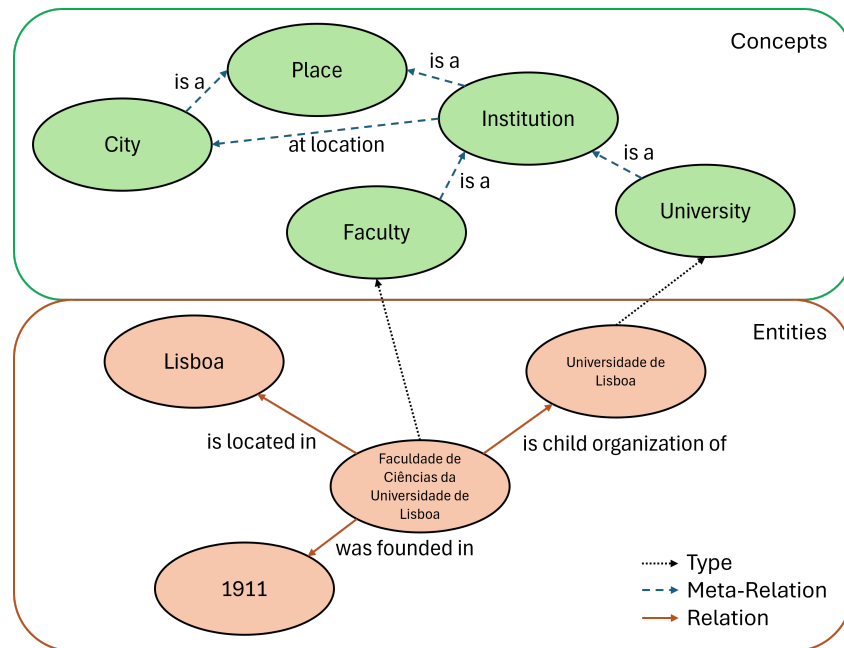 Concepts
is a
Place
is a
City
at location
Institution
is a
is a
Faculty
University
Entities
Lisboa
Universidade de
Lisboa
is located in
is child organization of
Faculdade de
Ciências da
Universidade de
Lisboa
was founded in
1911
Type
Meta-Relation
Relation